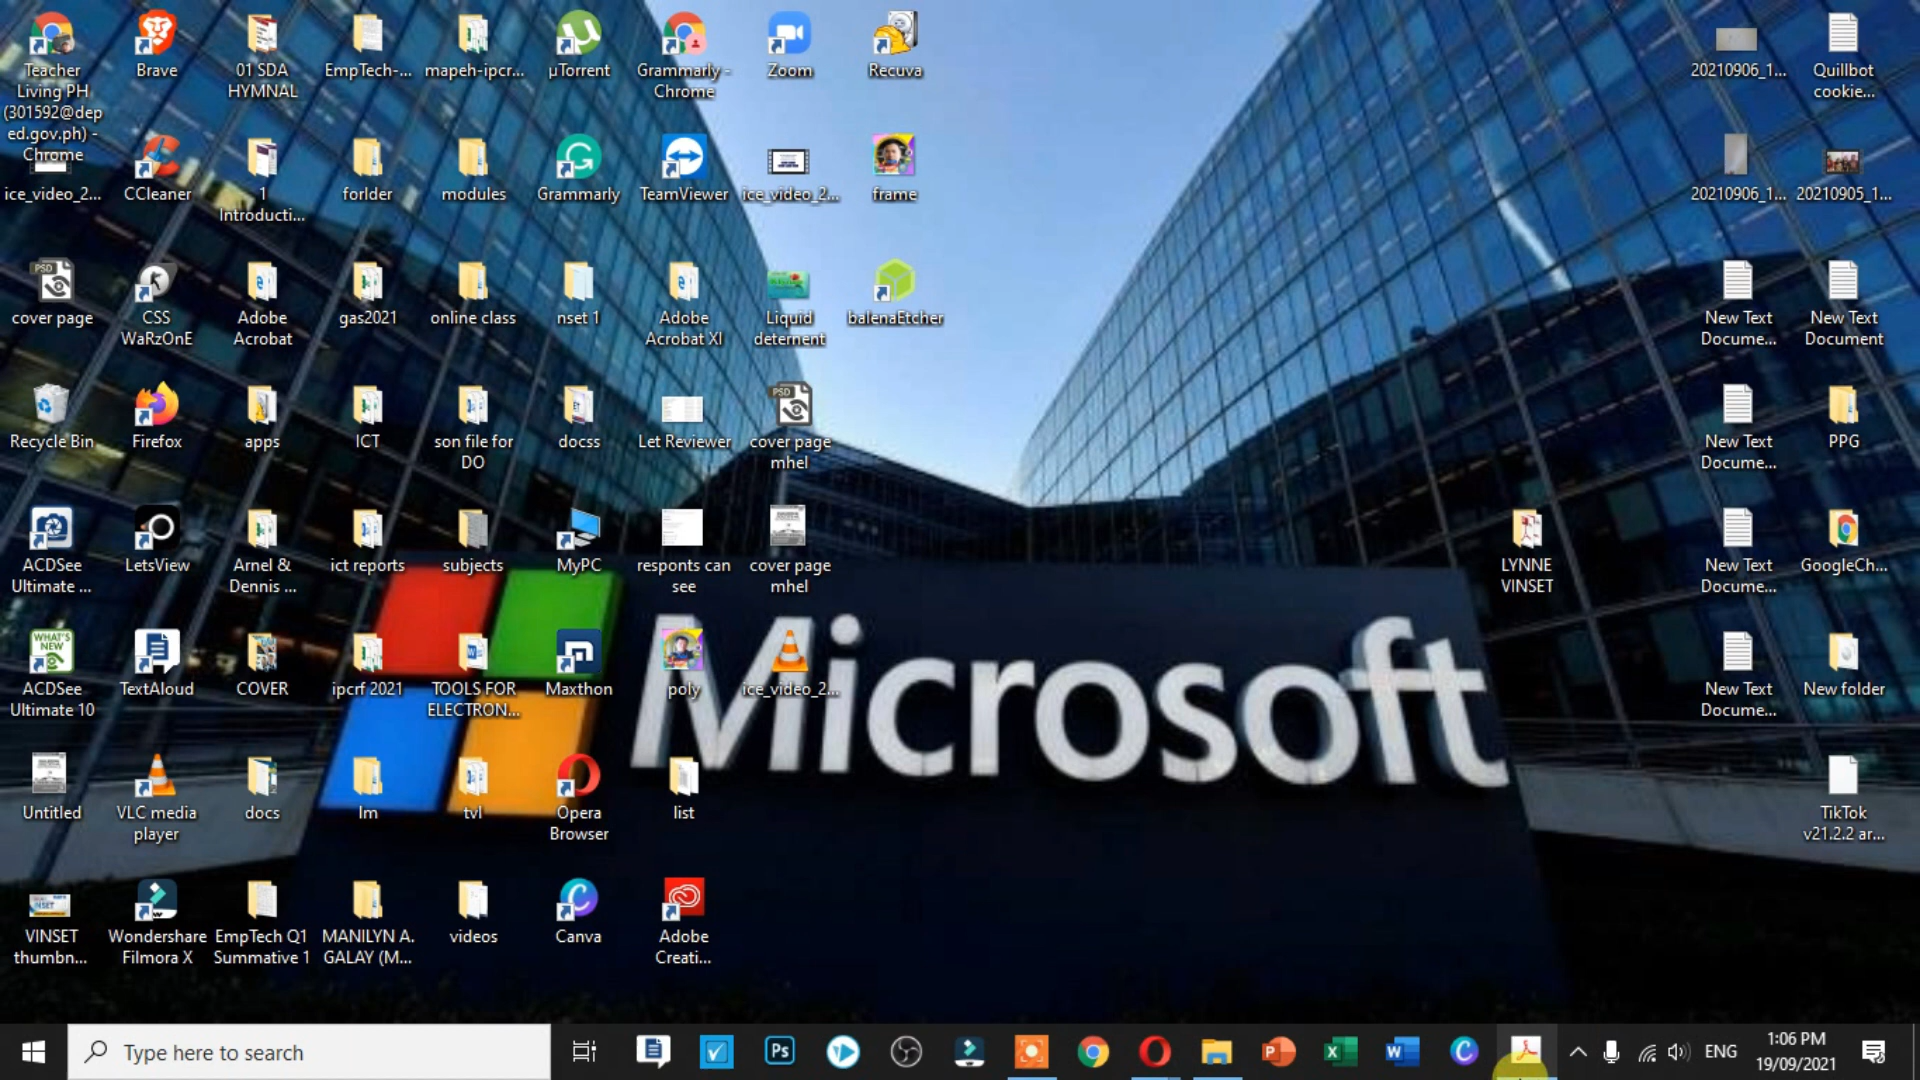 Teacher
Living PH
(301592@dep
ed.gov.ph) -
Chrome
Brave
01 SDA
HYMNAL
EmpTech-...
mapeh-ipcr...
µTorrent
Grammarly -
Chrome
Zoom
Recuva
20210906_1...
Quillbot
cookie...
ice_video_2...
CCleaner
1
Introducti...
forlder
modules
Grammarly
TeamViewer
ice_video_2...
frame
20210906_1...
20210905_1...
PSD
cover page
CSS
WaRzOnE
Adobe
Acrobat
gas2021
online class
nset 1
Adobe
Acrobat XI
Liquid
deternent
balenaEtcher
New Text
Docume...
New Text
Document
Recycle Bin
Firefox
apps
ICT
son file for
DO
docss
Let Reviewer
PSD
cover page
mhel
New Text
Docume...
PPG
ACDSee
Ultimate ...
LetsView
Arnel &
Dennis ...
ict reports
subjects
MyPC
responts can
see
cover page
mhel
LYNNE
VINSET
New Text
Docume...
GoogleCh...
WHAT'S
NEW
ACDSee
Ultimate 10
TextAloud
COVER
ipcrf 2021
TOOLS FOR
ELECTRON...
Maxthon
poly
ice_video_2...
Microsoft
New Text
Docume...
New folder
Untitled
VLC media
player
docs
lm
tvl
Opera
Browser
list
TikTok
v21.2.2 ar...
VINSET
thumbn...
Wondershare
Filmora X
EmpTech Q1
Summative 1
MANILYN A.
GALAY (M...
videos
Canva
Adobe
Creati...
Type here to search
Ps
ENG
1:06 PM
19/09/2021